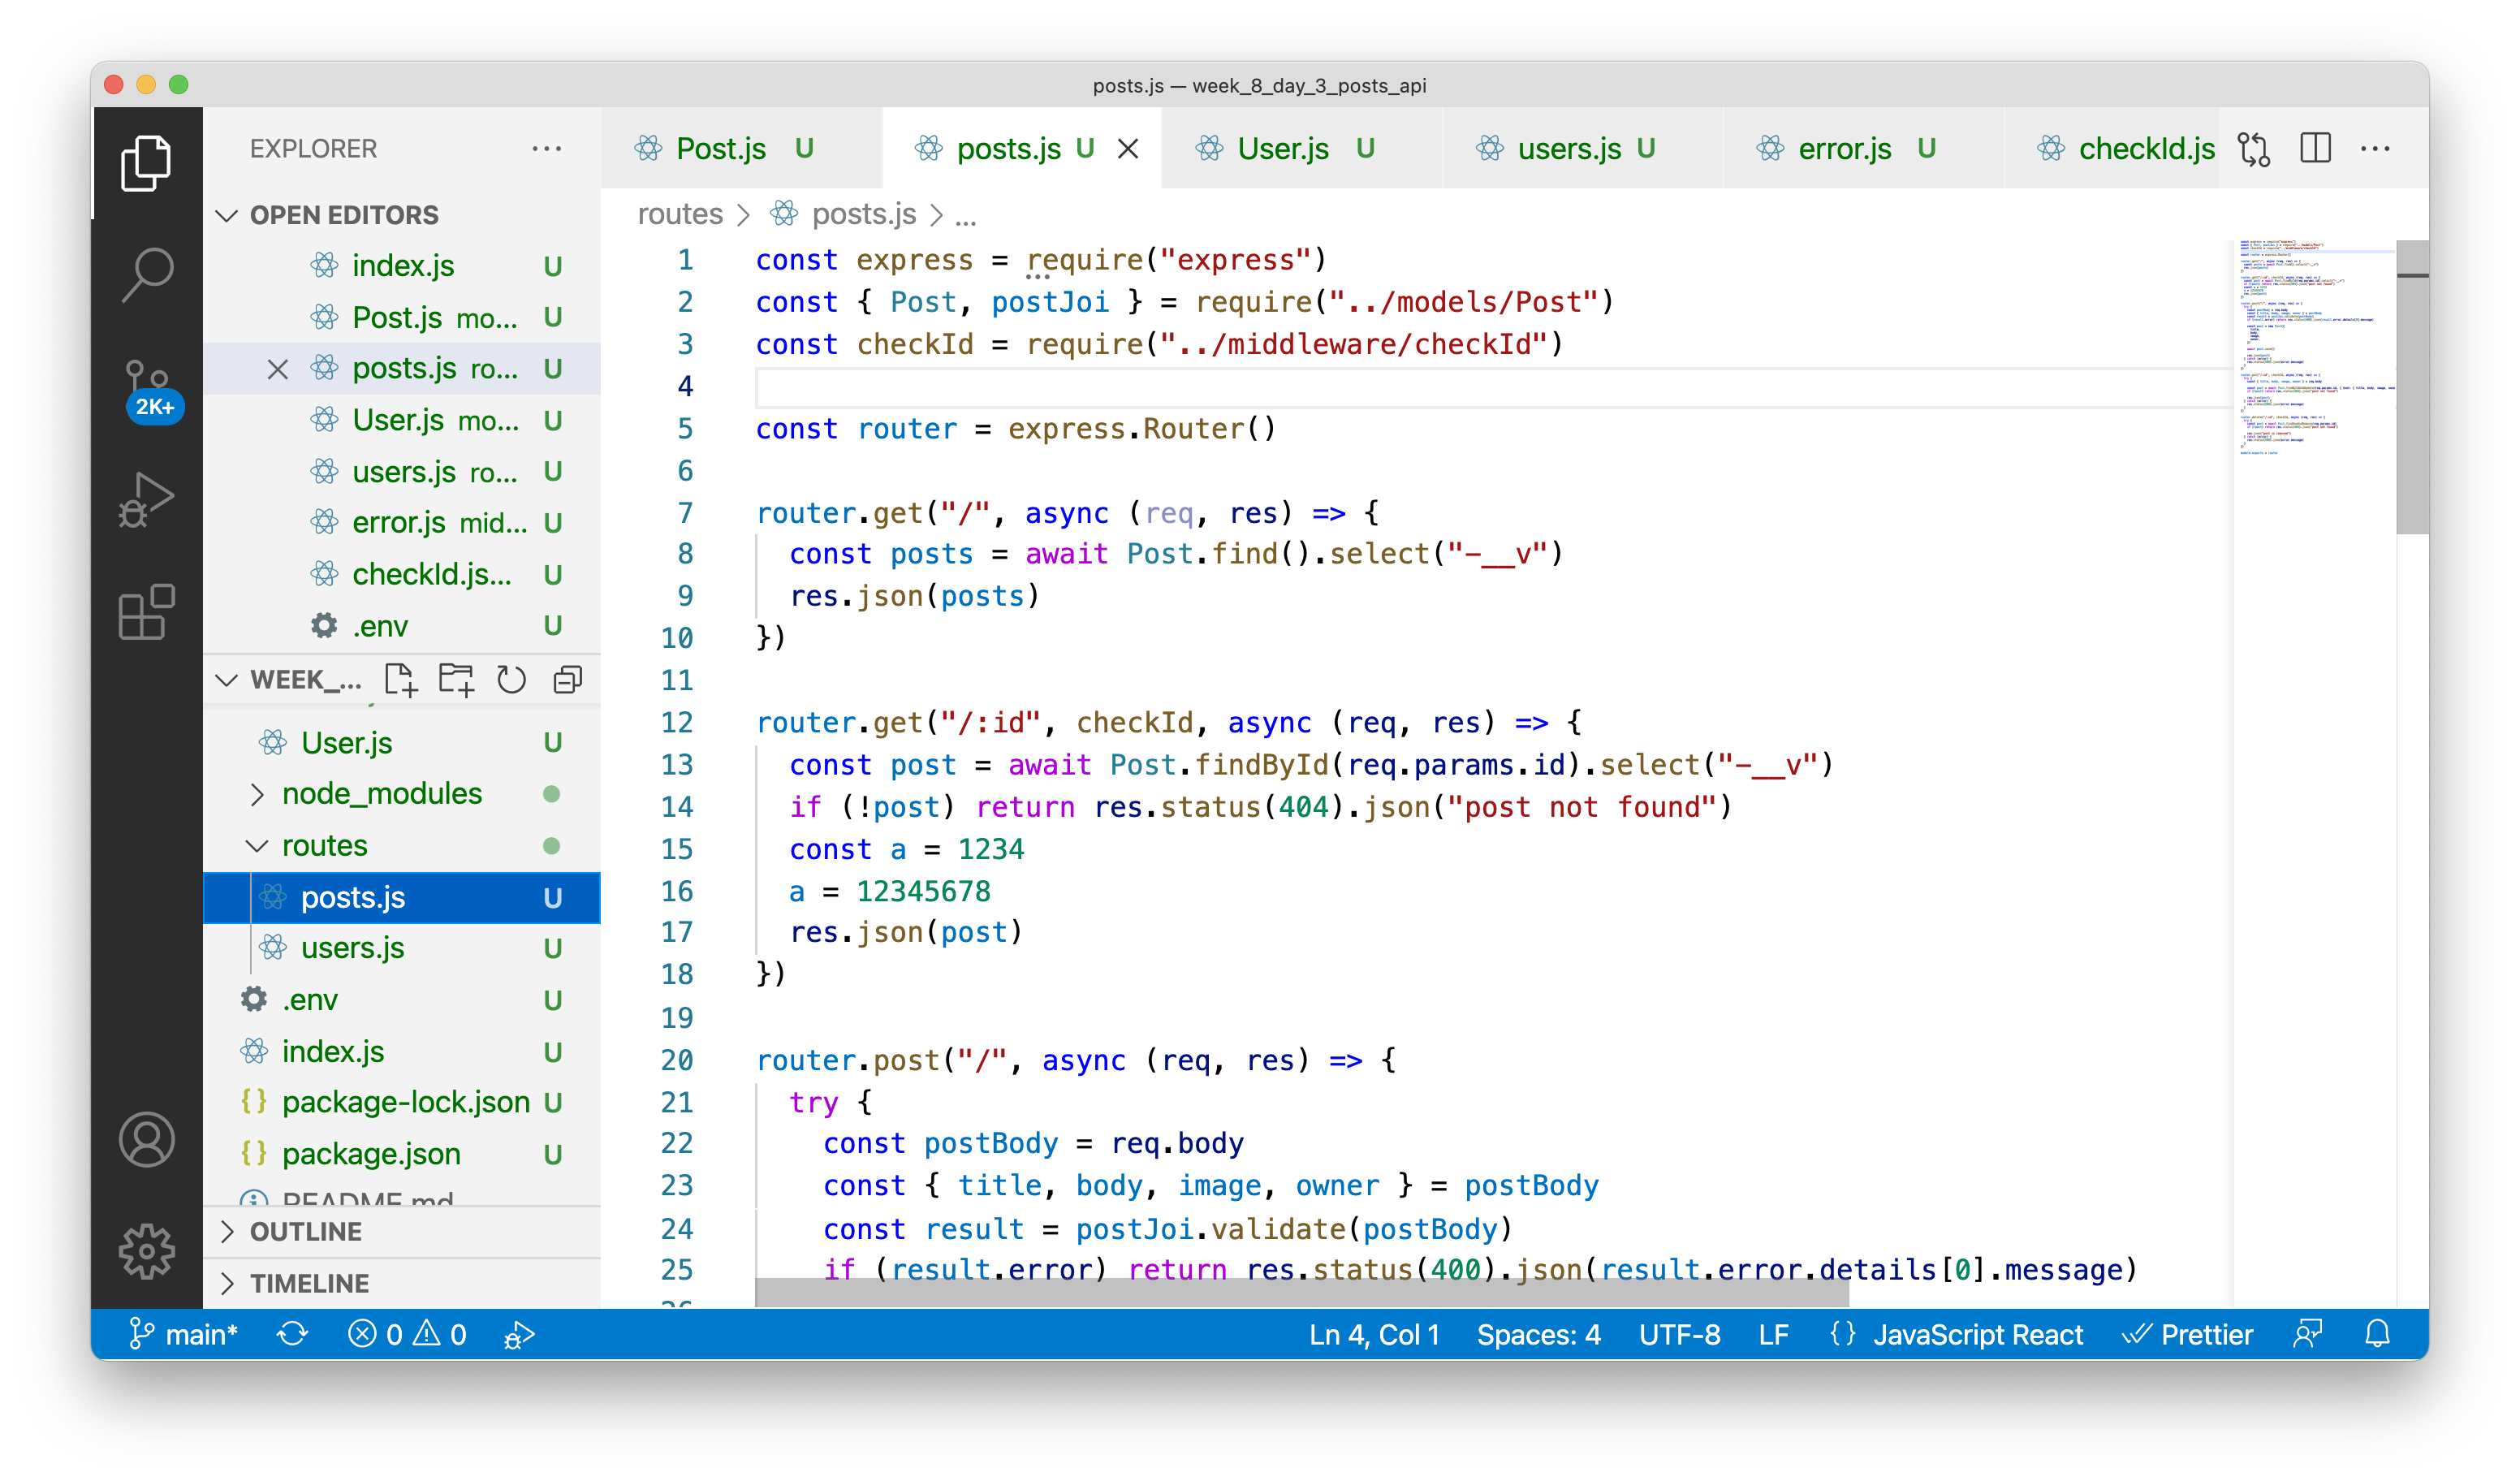 posts.js — week_8_day_3_posts_api
EXPLORER
Post.js U
posts.js U
User.js U
users.js U
error.js U
checkId.js
OPEN EDITORS
index.js U
Post.js mo... U
posts.js ro... U
User.js mo... U
users.js ro... U
error.js mid... U
checkId.js... U
.env U
2K+
WEEK_...
User.js U
node_modules
routes
posts.js U
users.js U
.env U
index.js U
package-lock.json U
package.json U
README.md
OUTLINE
TIMELINE
routes > posts.js > ...
1 const express = require("express")
2 const { Post, postJoi } = require("../models/Post")
3 const checkId = require("../middleware/checkId")
4
5 const router = express.Router()
6
7 router.get("/", async (req, res) => {
8 const posts = await Post.find().select("-__v")
9 res.json(posts)
10 })
11
12 router.get("/:id", checkId, async (req, res) => {
13 const post = await Post.findById(req.params.id).select("-__v")
14 if (!post) return res.status(404).json("post not found")
15 const a = 1234
16 a = 12345678
17 res.json(post)
18 })
19
20 router.post("/", async (req, res) => {
21 try {
22 const postBody = req.body
23 const { title, body, image, owner } = postBody
24 const result = postJoi.validate(postBody)
25 if (result.error) return res.status(400).json(result.error.details[0].message)
main* 0 0 Ln 4, Col 1 Spaces: 4 UTF-8 LF {} JavaScript React Prettier